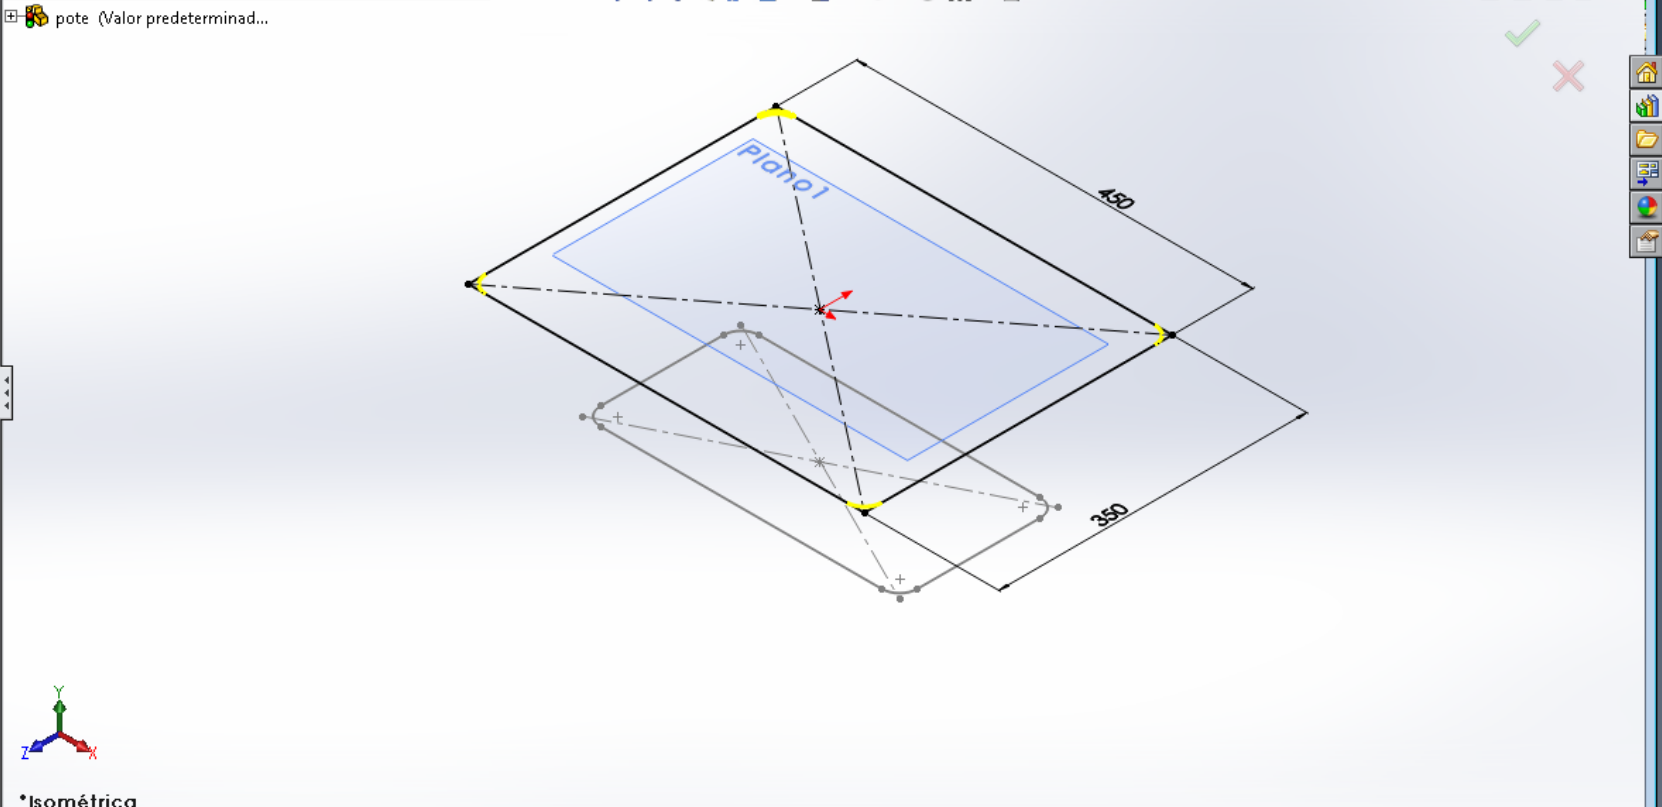 pote (Valor predeterminad...
Plano1
450
350
Y
Z
X
*Isométrica